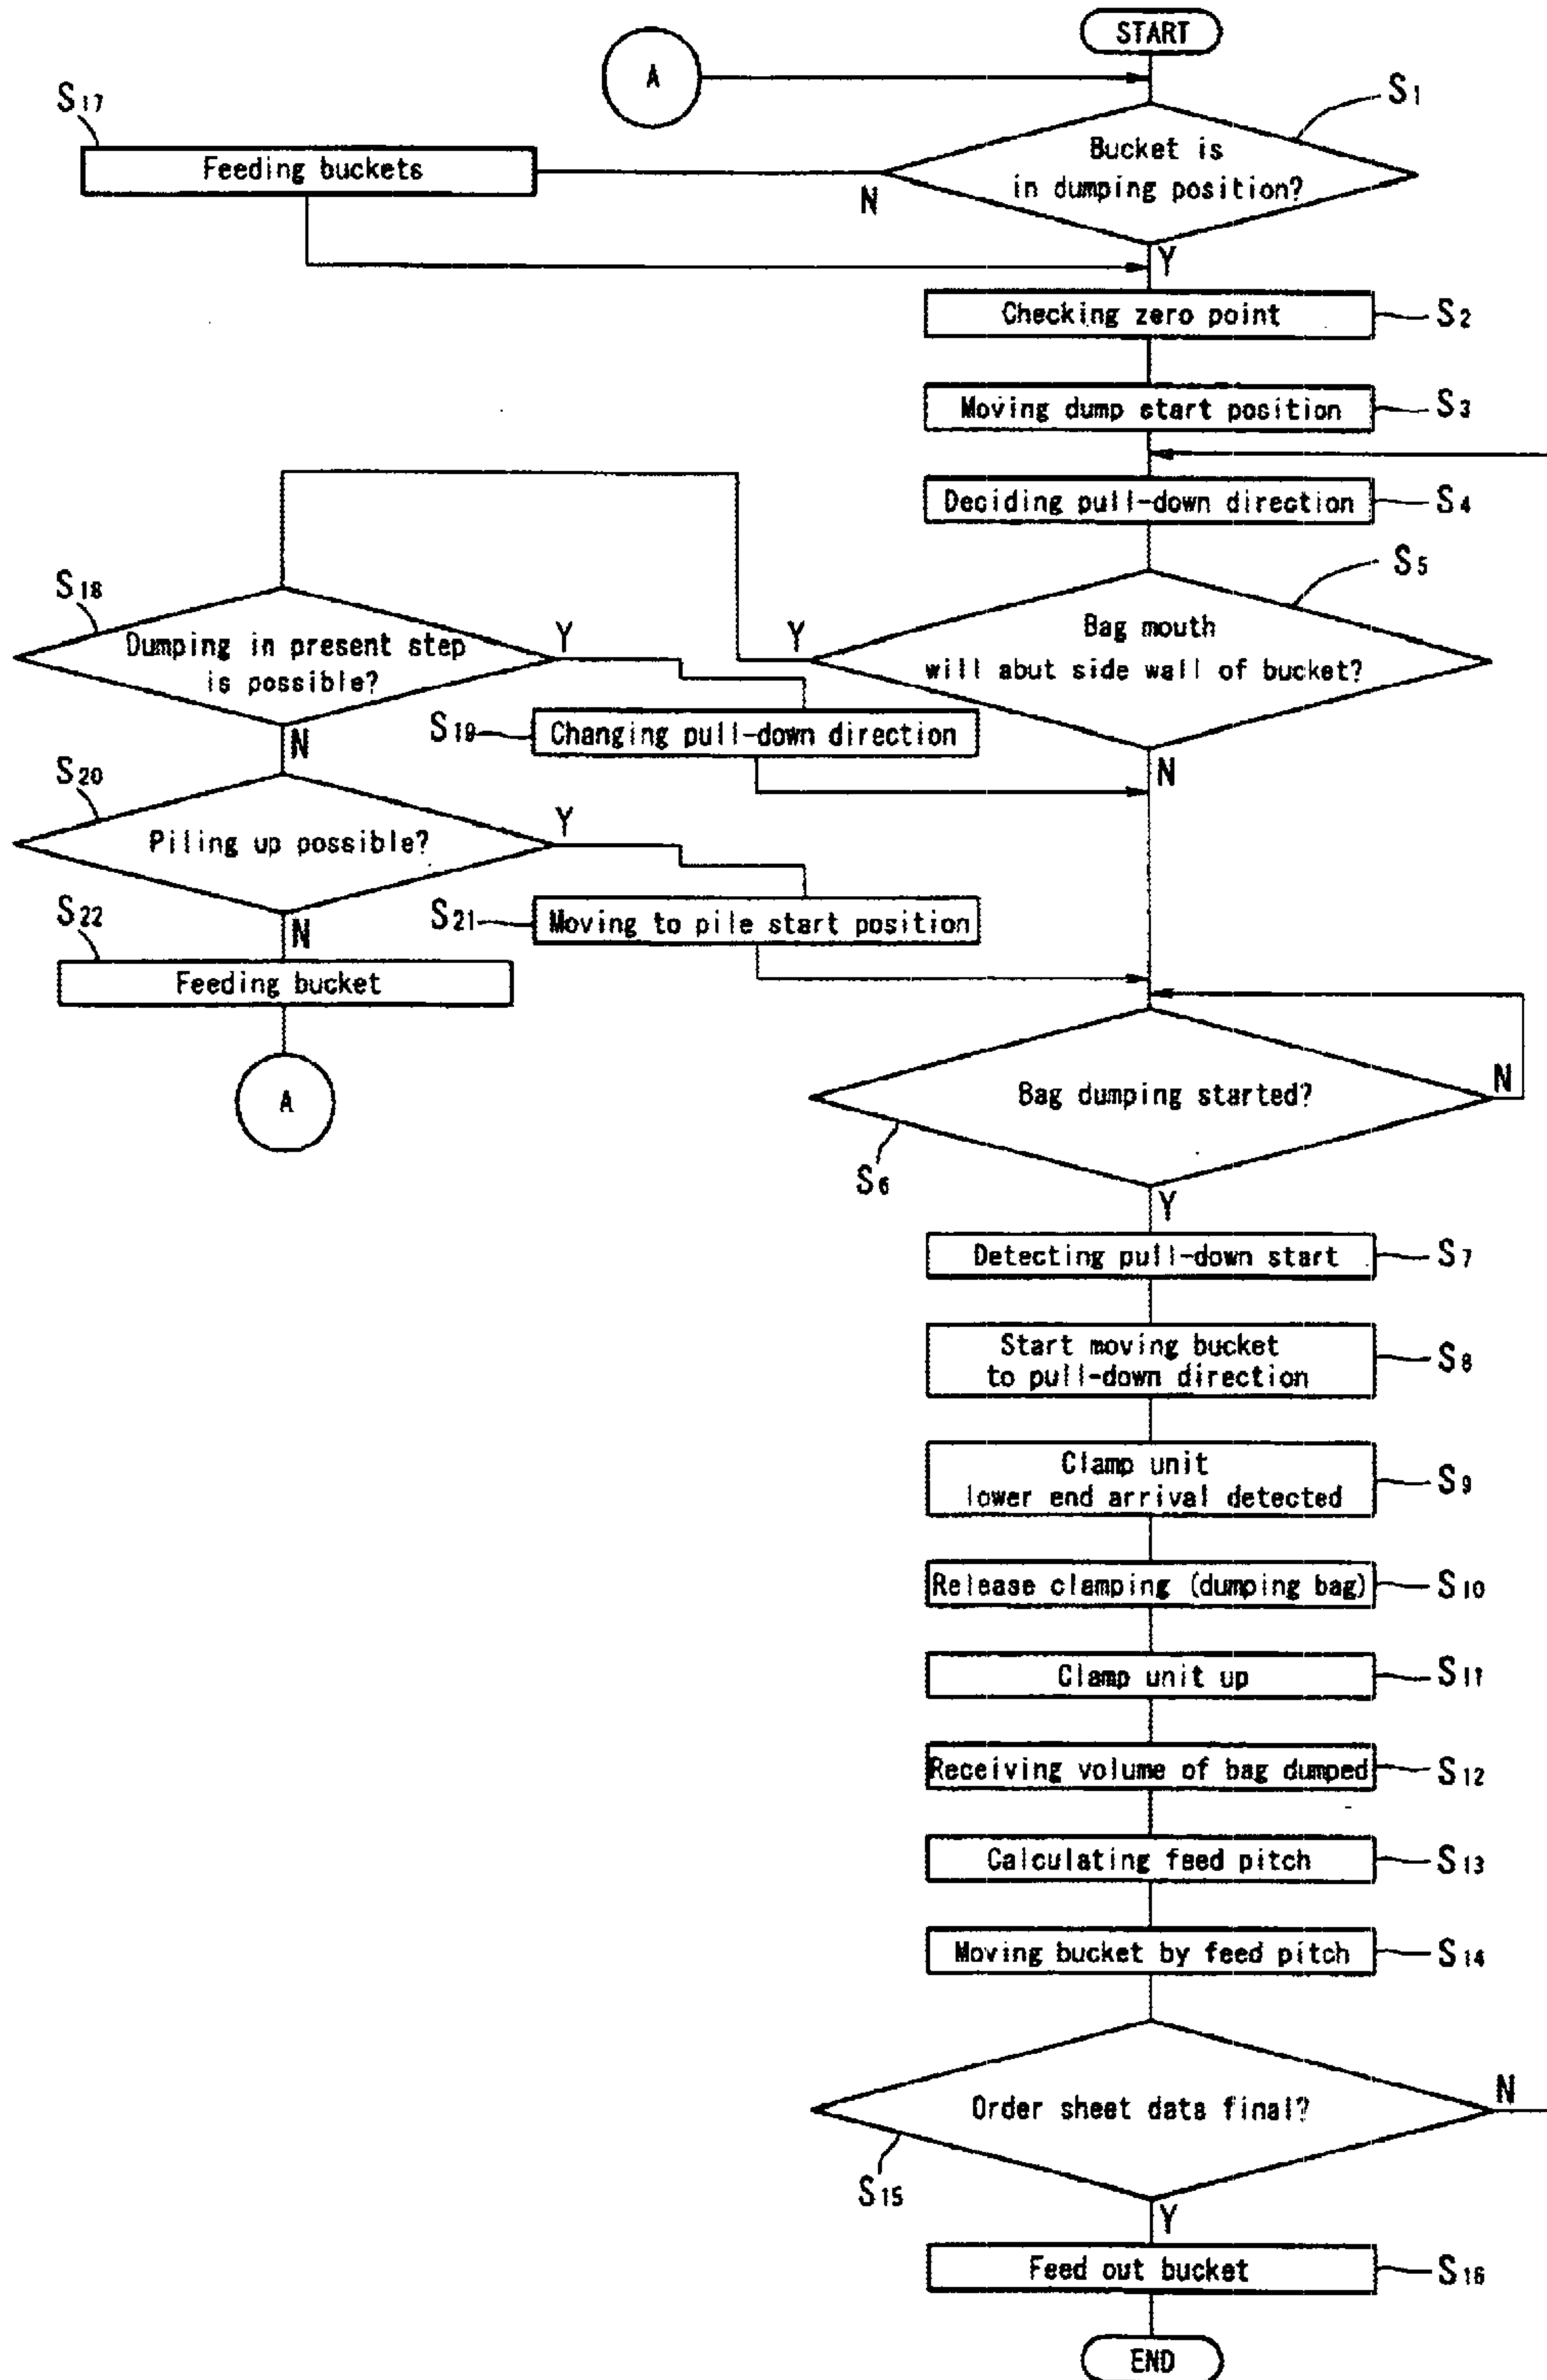 START
A
S17
S1
Feeding buckets
Bucket is
in dumping position?
N
Y
Checking zero point
S2
Moving dump start position
S3
Deciding pull-down direction
S4
S5
S18
Dumping in present step
is possible?
Y
Y
Bag mouth
will abut side wall of bucket?
S19
Changing pull-down direction
N
N
S20
Piling up possible?
Y
S22
S21
Moving to pile start position
N
Feeding bucket
A
Bag dumping started?
N
S6
Y
Detecting pull-down start
S7
Start moving bucket
to pull-down direction
S8
Clamp unit
lower end arrival detected
S9
Release clamping (dumping bag)
S10
Clamp unit up
S11
Receiving volume of bag dumped
S12
Calculating feed pitch
S13
Moving bucket by feed pitch
S14
Order sheet data final?
N
S15
Y
Feed out bucket
S16
END